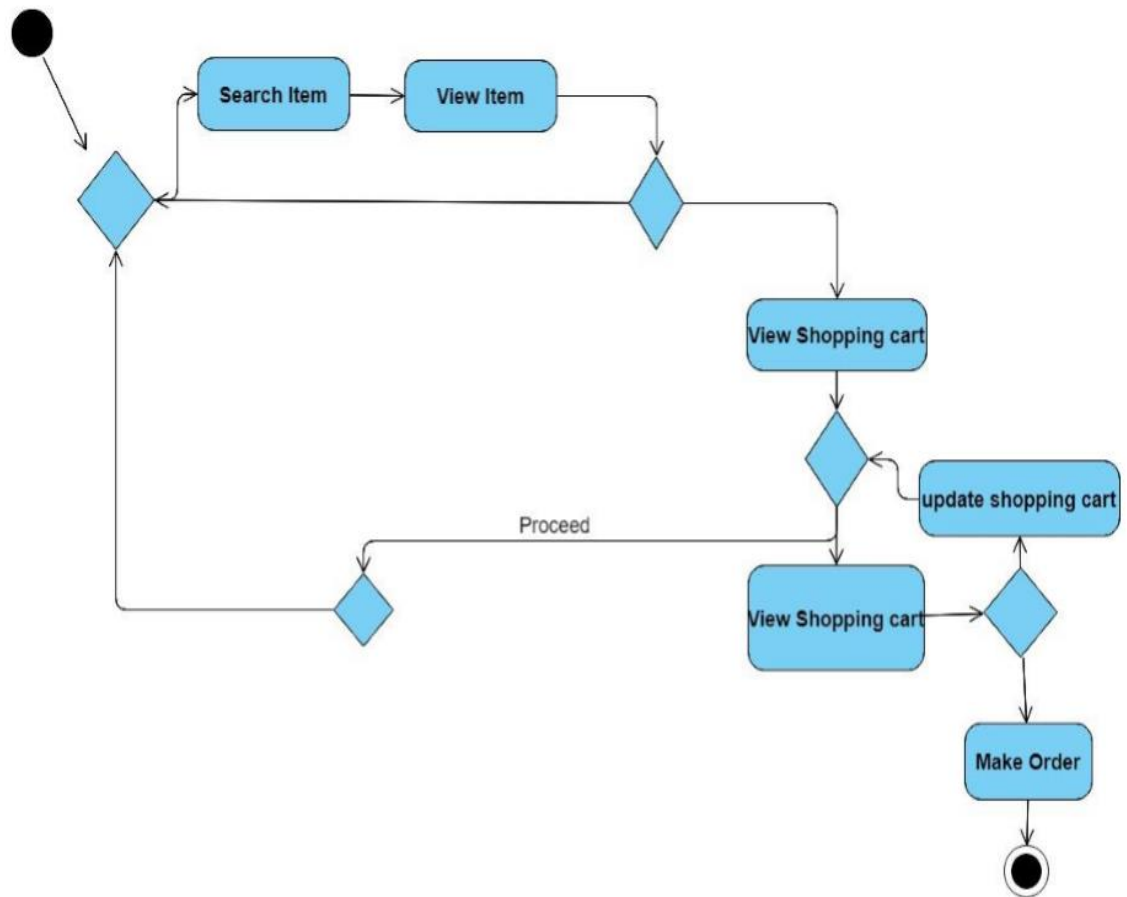 Search Item
View Item
View Shopping cart
update shopping cart
Proceed
View Shopping cart
Make Order